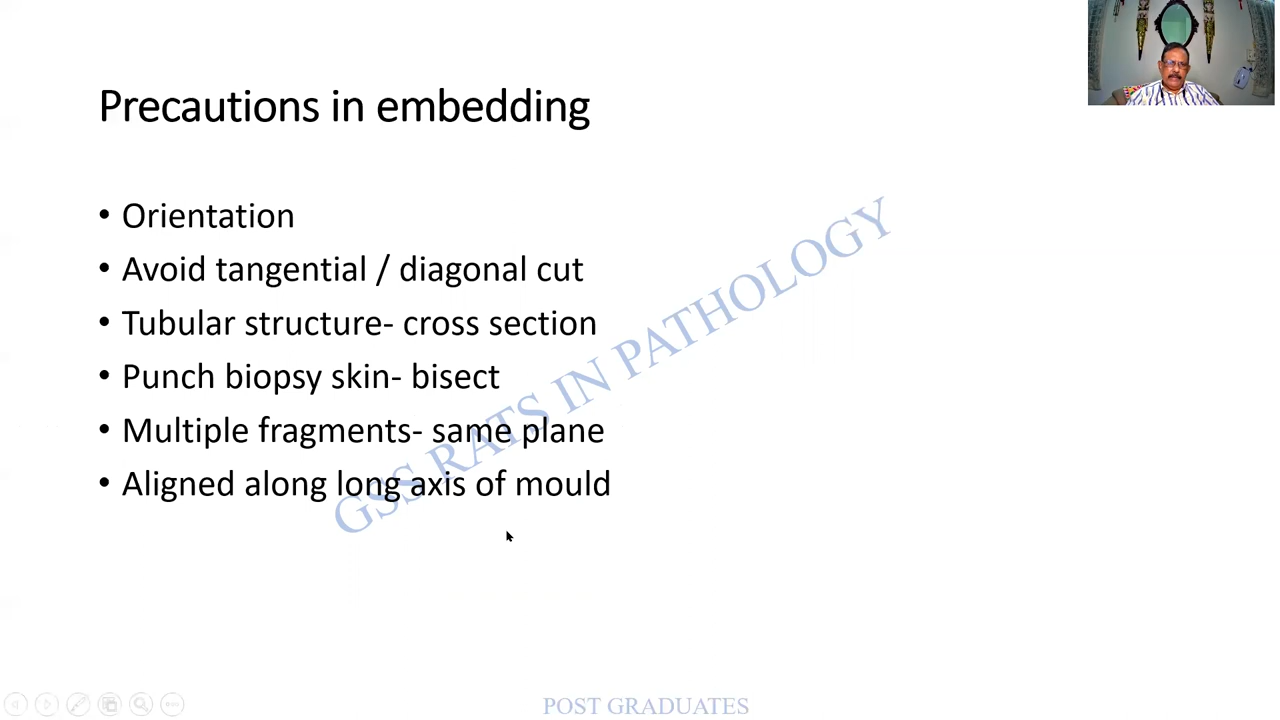 Precautions in embedding
• Orientation
• Avoid tangential / diagonal cut
• Tubular structure- cross section
• Punch biopsy skin- bisect
• Multiple fragments- same plane
• Aligned along long axis of mould
GSS RATS IN PATHOLOGY
POST GRADUATES